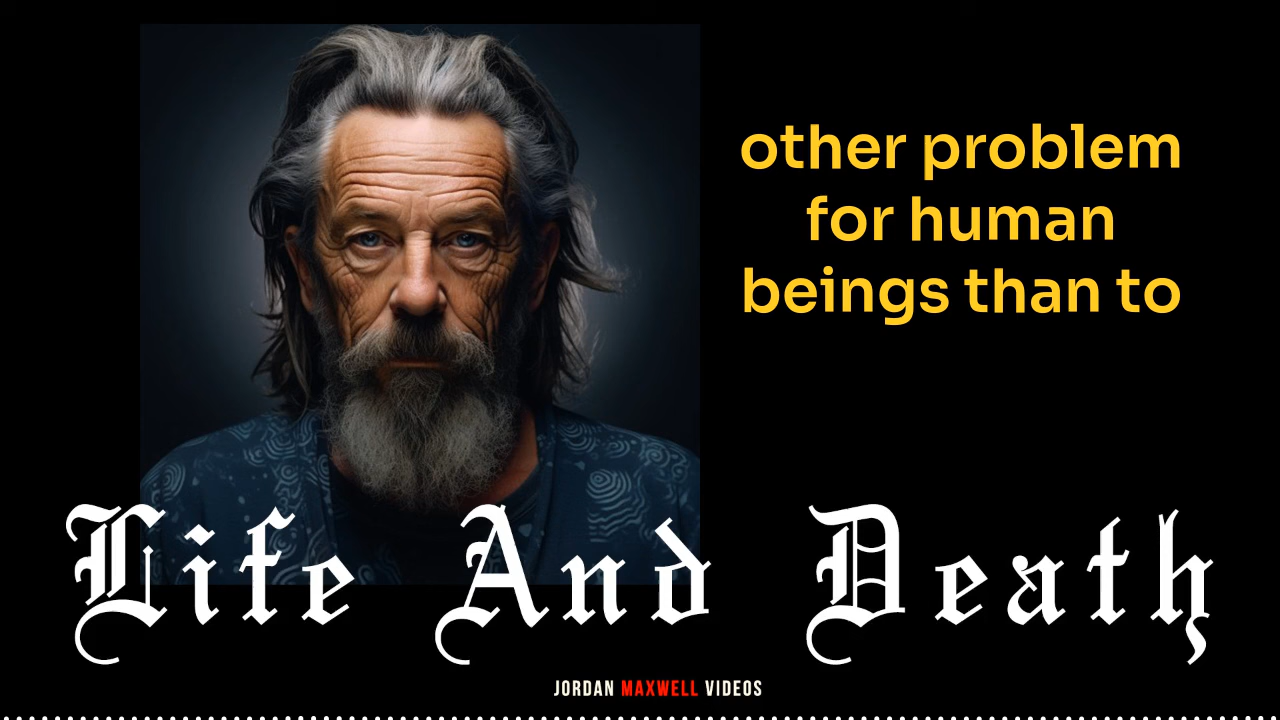 other problem
for human
beings than to
Life And Death
JORDAN MAXWELL VIDEOS